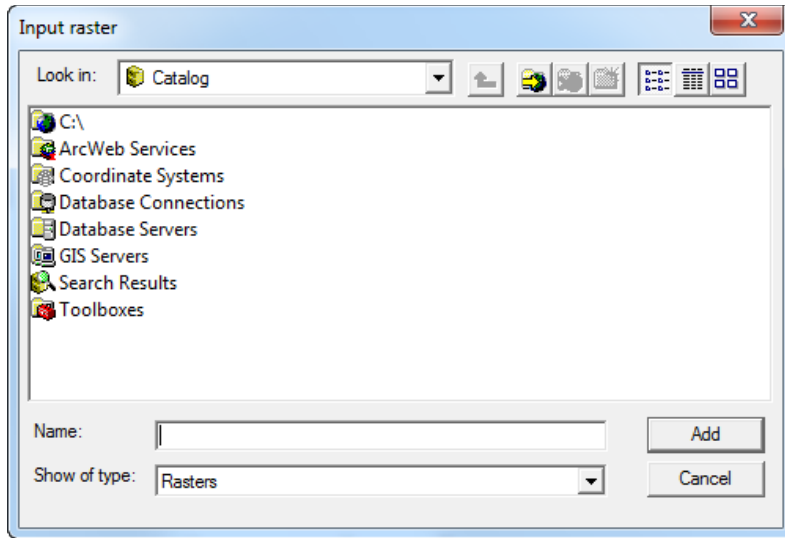 Input raster
Look in: Catalog
C:\
ArcWeb Services
Coordinate Systems
Database Connections
Database Servers
GIS Servers
Search Results
Toolboxes
Name: Add
Show of type: Rasters Cancel